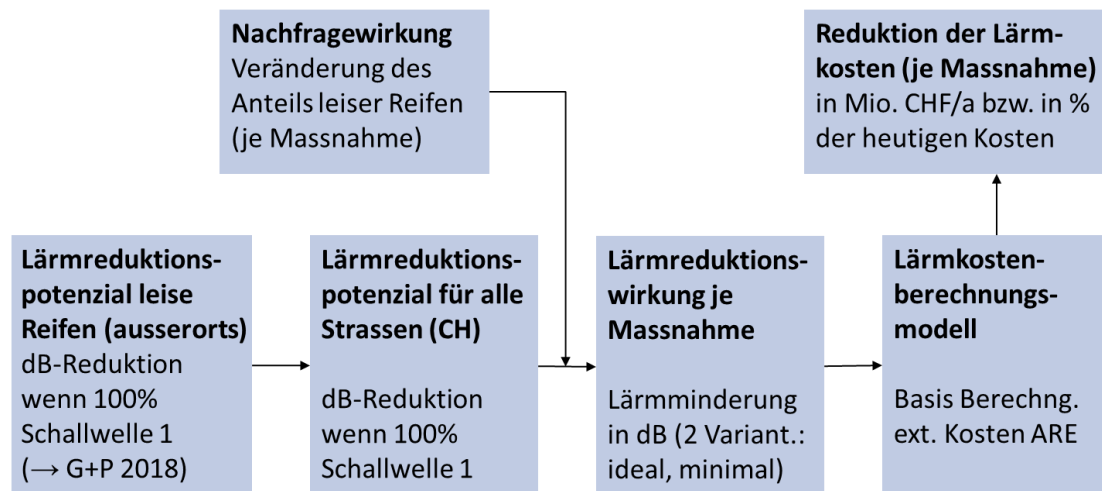 Nachfragewirkung
Veränderung des
Anteils leiser Reifen
(je Massnahme)
Reduktion der Lärm-
kosten (je Massnahme)
in Mio. CHF/a bzw. in %
der heutigen Kosten
Lärmreduktions-
potenzial leise
Reifen (ausserorts)
dB-Reduktion
wenn 100%
Schallwelle 1
(→ G+P 2018)
Lärmreduktions-
potenzial für alle
Strassen (CH)
dB-Reduktion
wenn 100%
Schallwelle 1
Lärmreduktions-
wirkung je
Massnahme
Lärmminderung
in dB (2 Variant.:
ideal, minimal)
Lärmkosten-
berechnungs-
modell
Basis Berechng.
ext. Kosten ARE